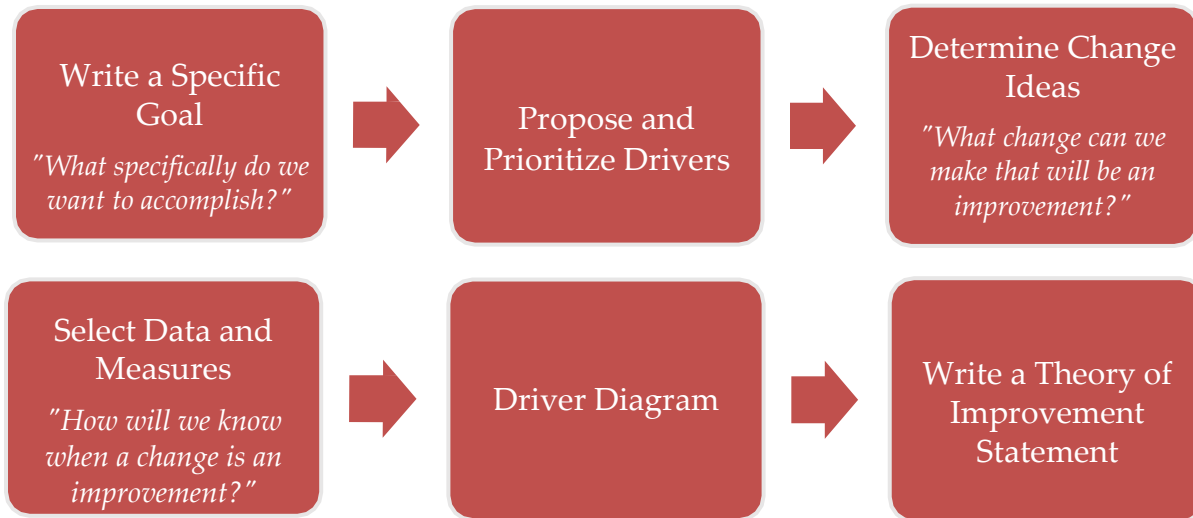 Write a Specific
Goal
"What specifically do we
want to accomplish?"
Propose and
Prioritize Drivers
Determine Change
Ideas
"What change can we
make that will be an
improvement?"
Select Data and
Measures
"How will we know
when a change is an
improvement?"
Driver Diagram
Write a Theory of
Improvement
Statement